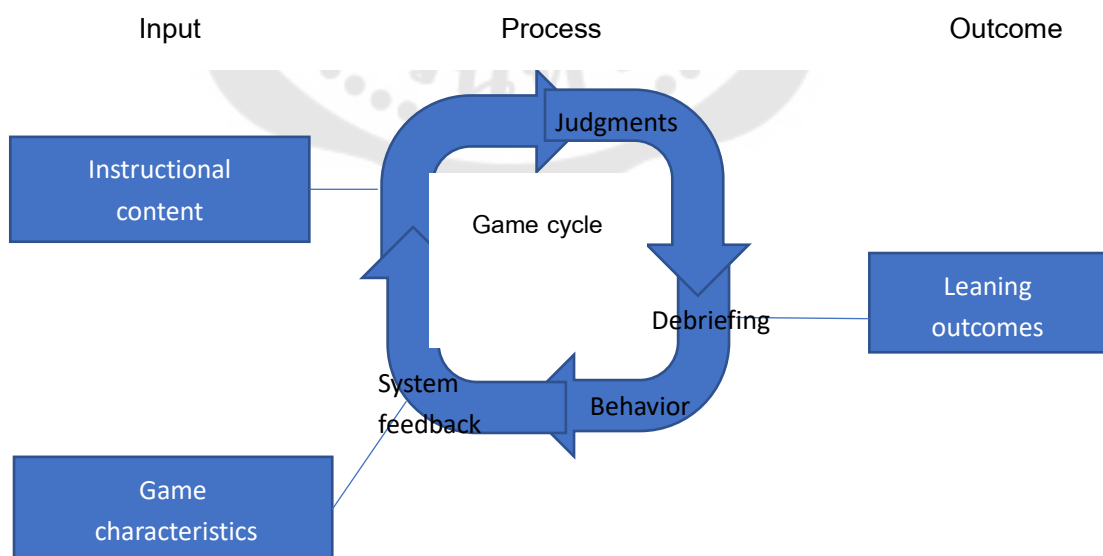 Input
Process
Outcome
Judgments
Instructional
content
Game cycle
Leaning
outcomes
Debriefing
System
feedback
Behavior
Game
characteristics